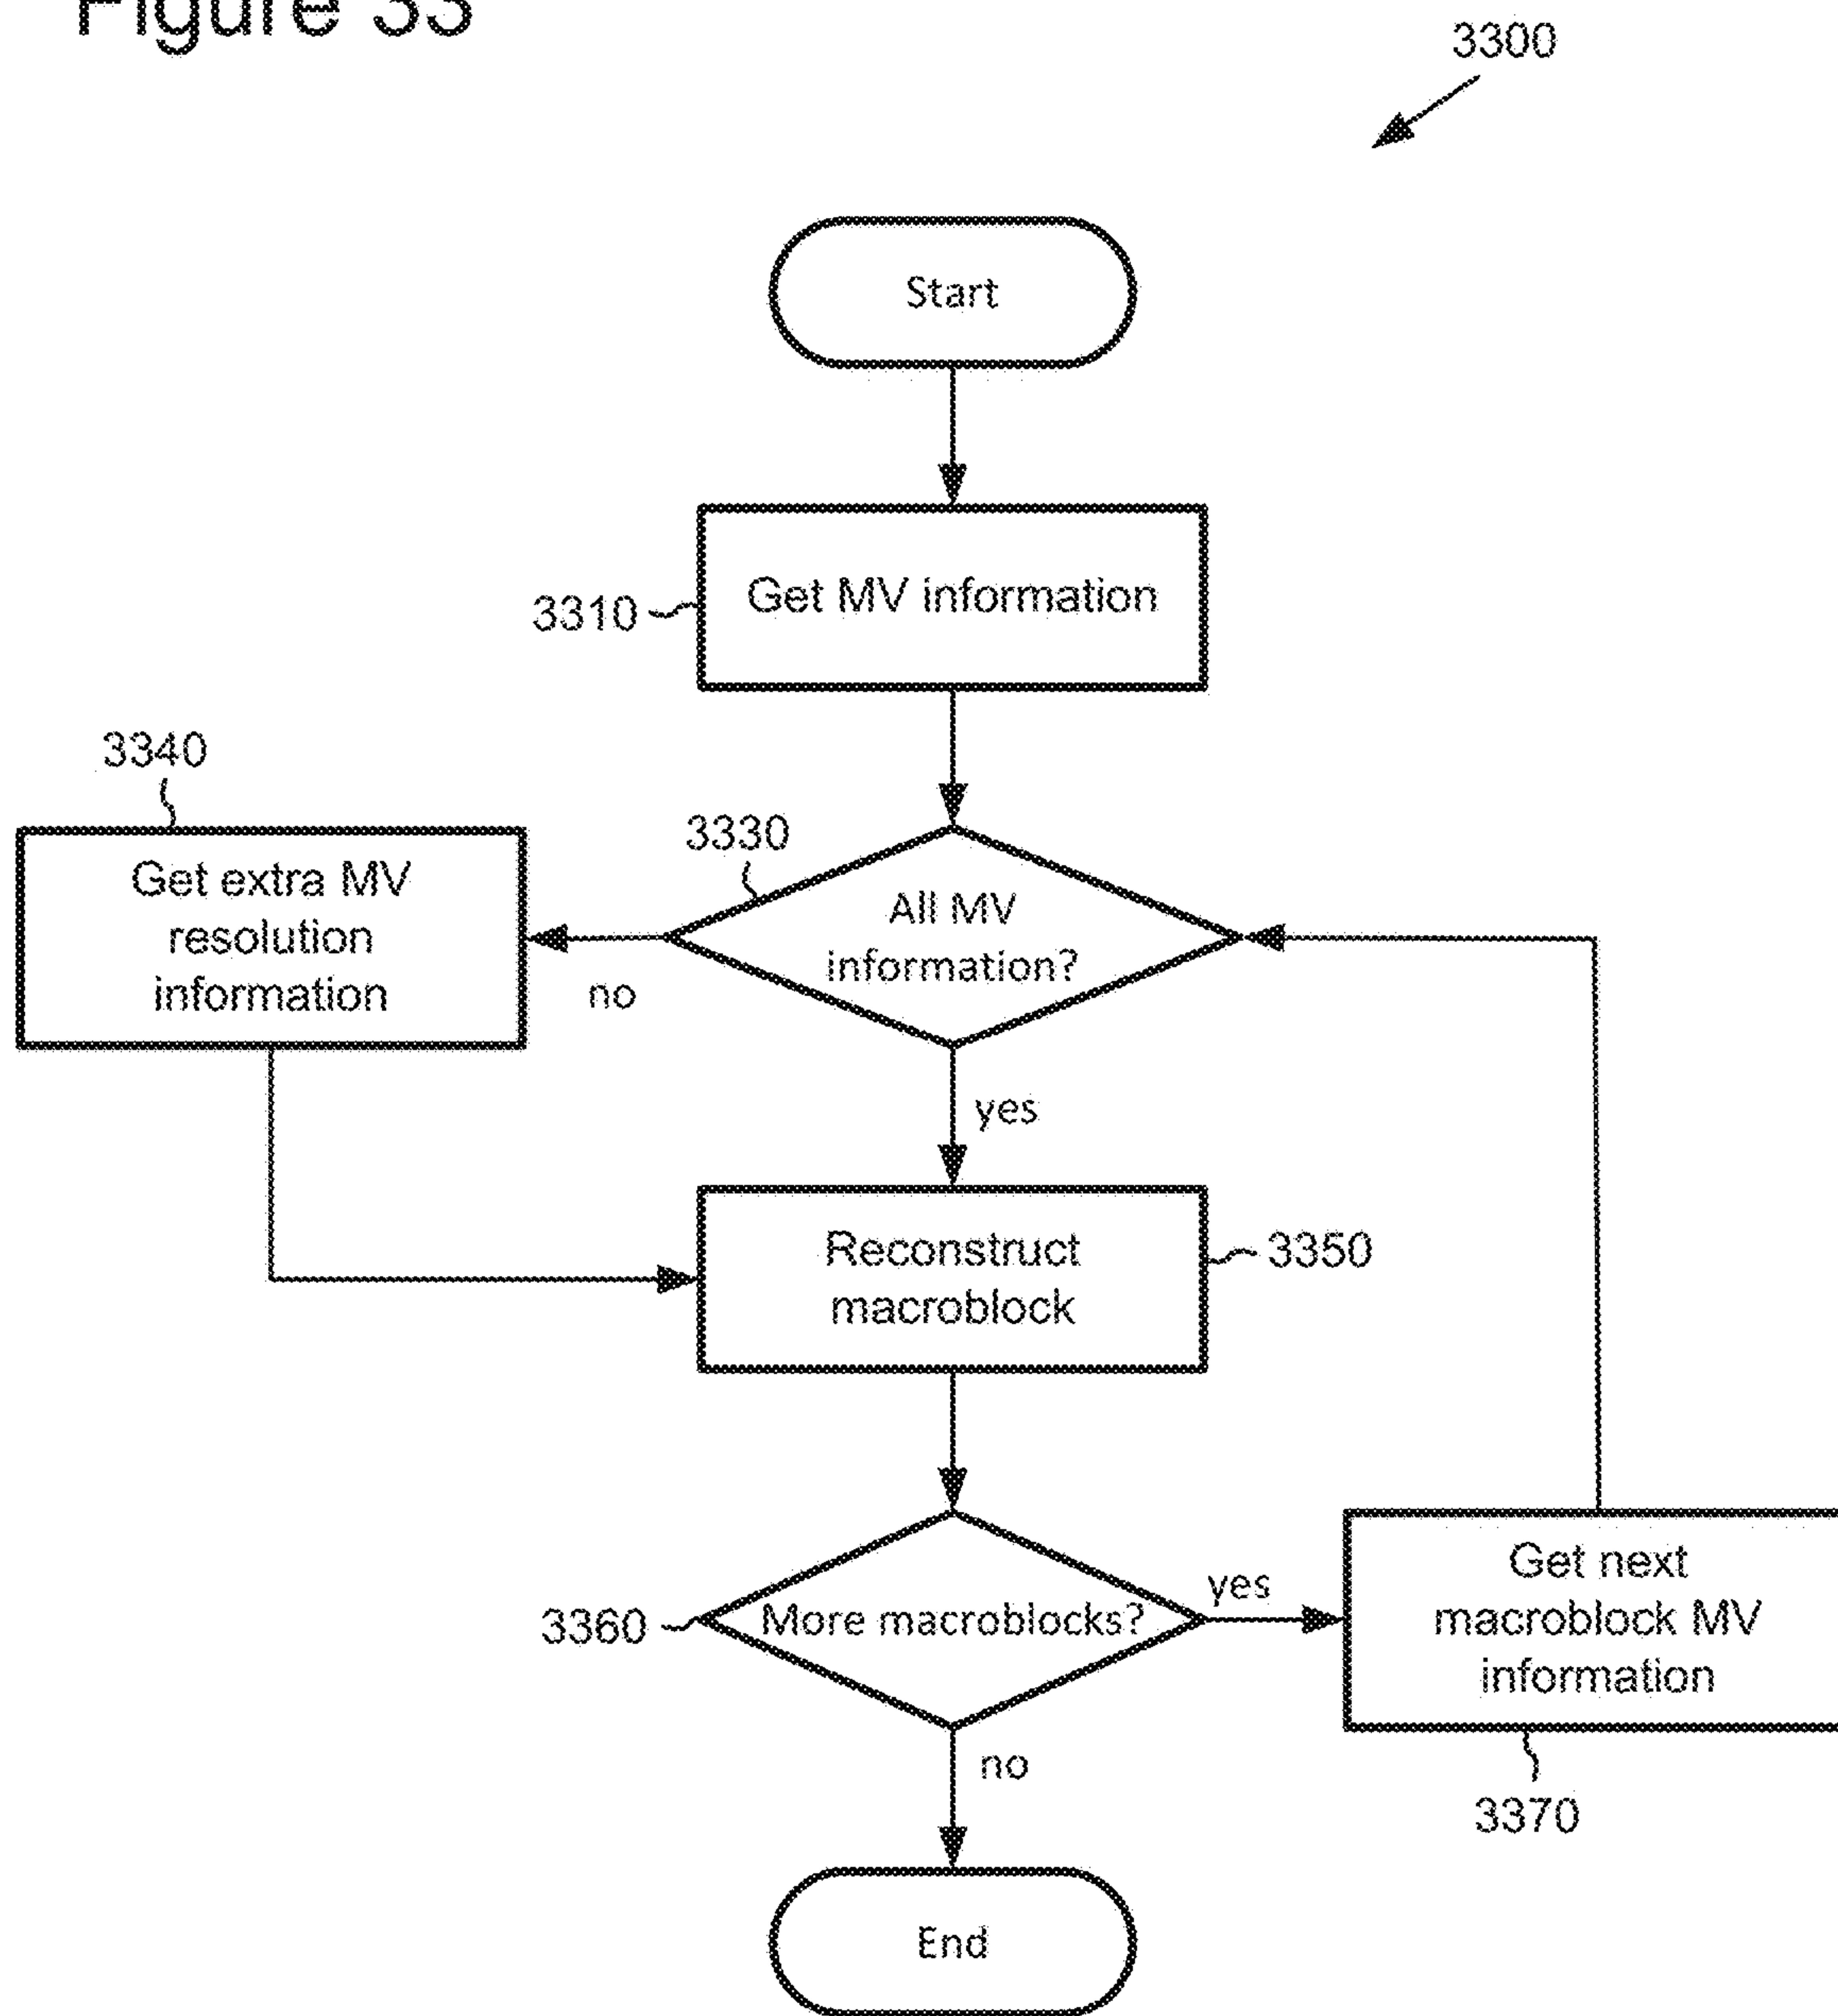 Figure 33
3300
Start
3310
Get MV information
3340
3330
Get extra MV
resolution
information
All MV
information?
no
yes
Reconstruct
macroblock
3350
3360
More macroblocks?
yes
Get next
macroblock MV
information
no
3370
End